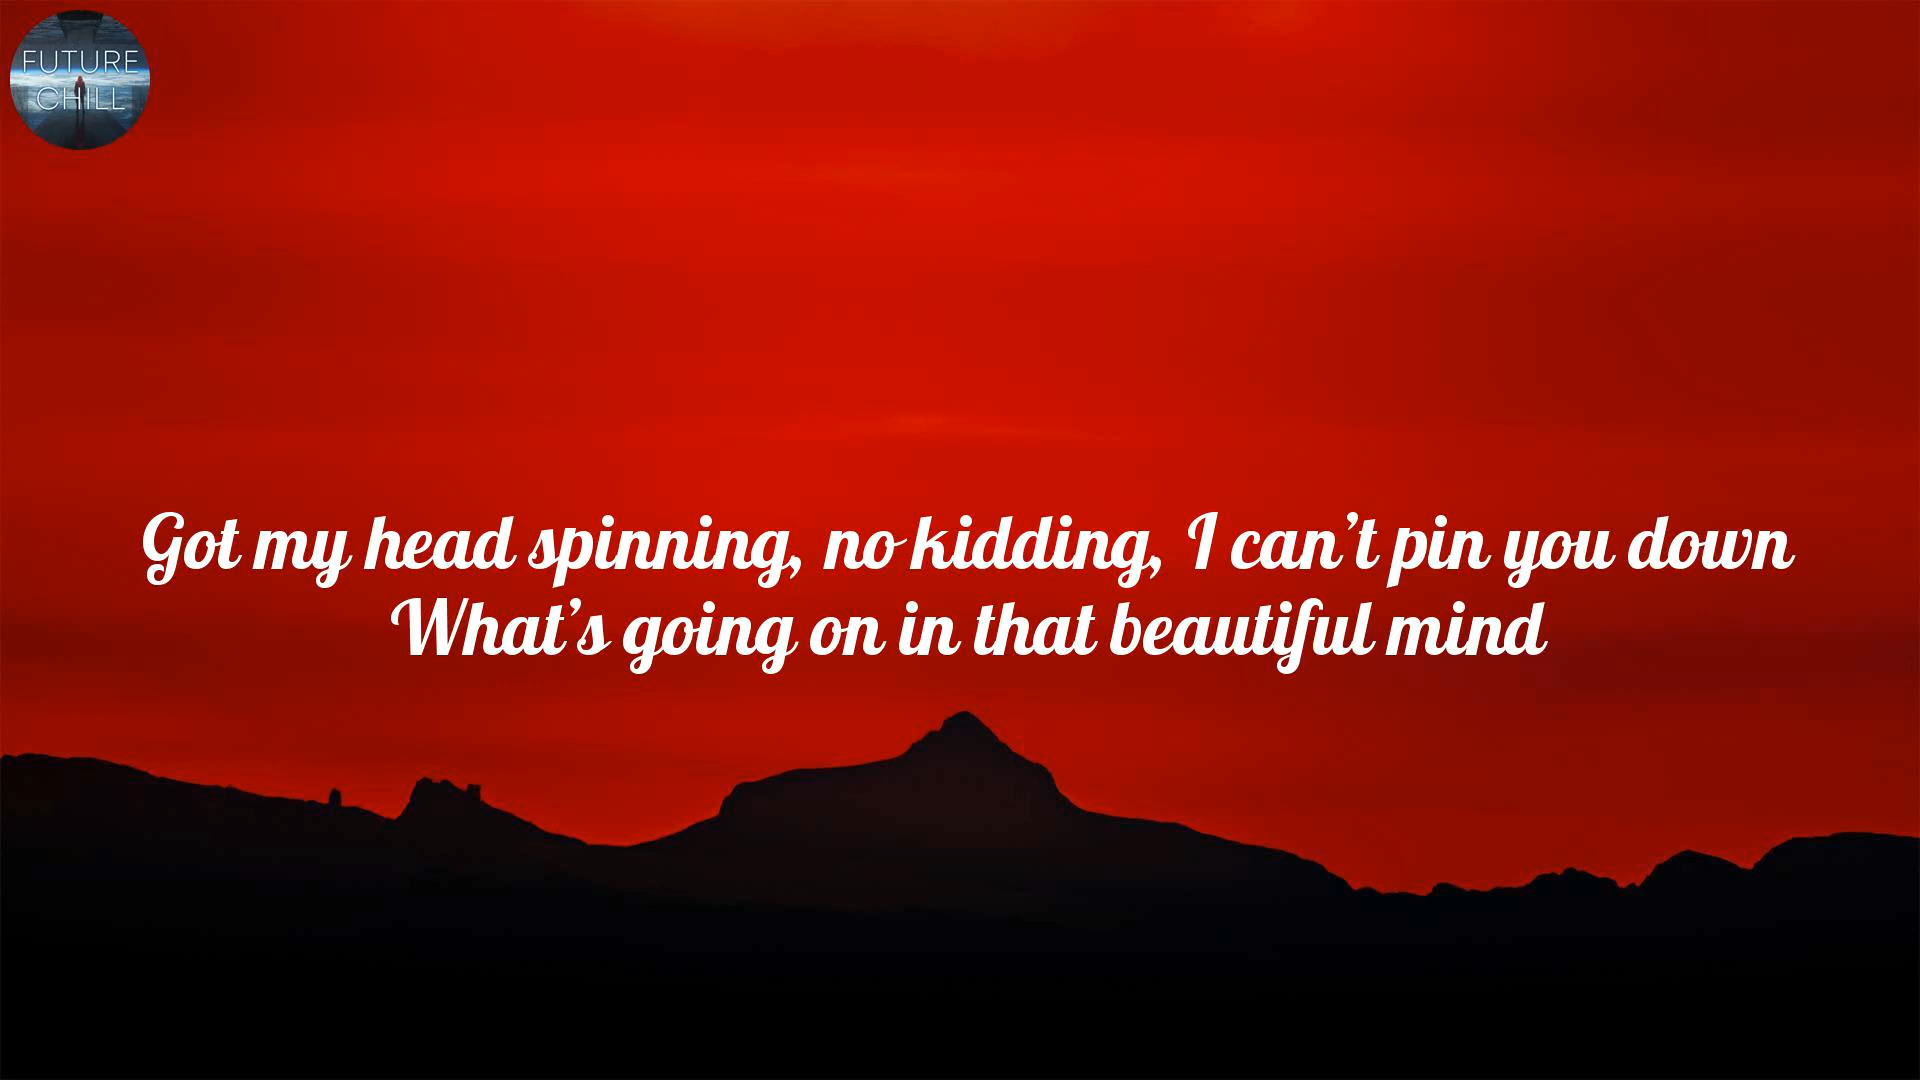 FUTURE
CHILL
Got my head spinning, no kidding, I can't pin you down
What's going on in that beautiful mind